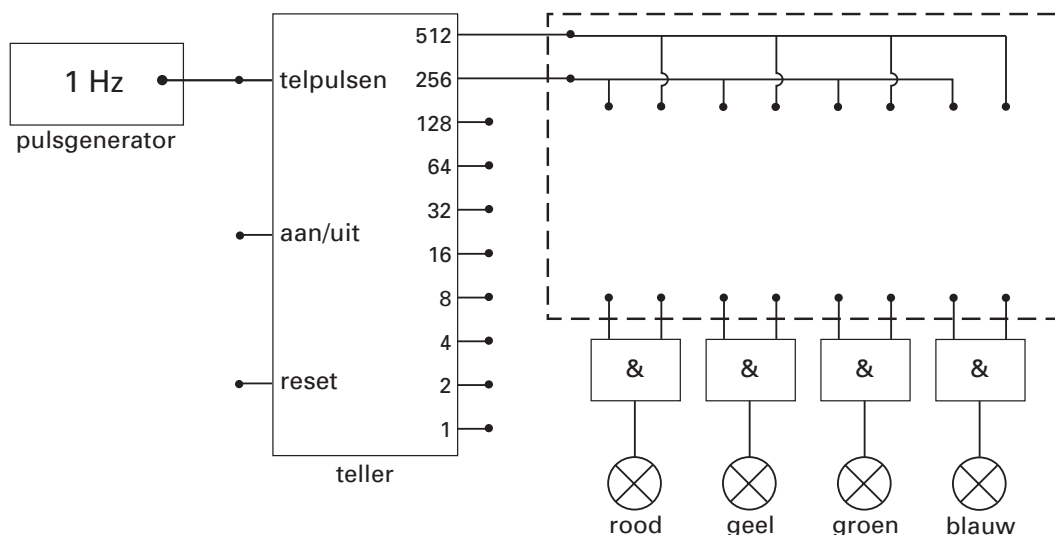 1 Hz
pulsgenerator
telpulsen
aan/uit
reset
512
256
128
64
32
16
8
4
2
1
teller
& & & &
rood geel groen blauw